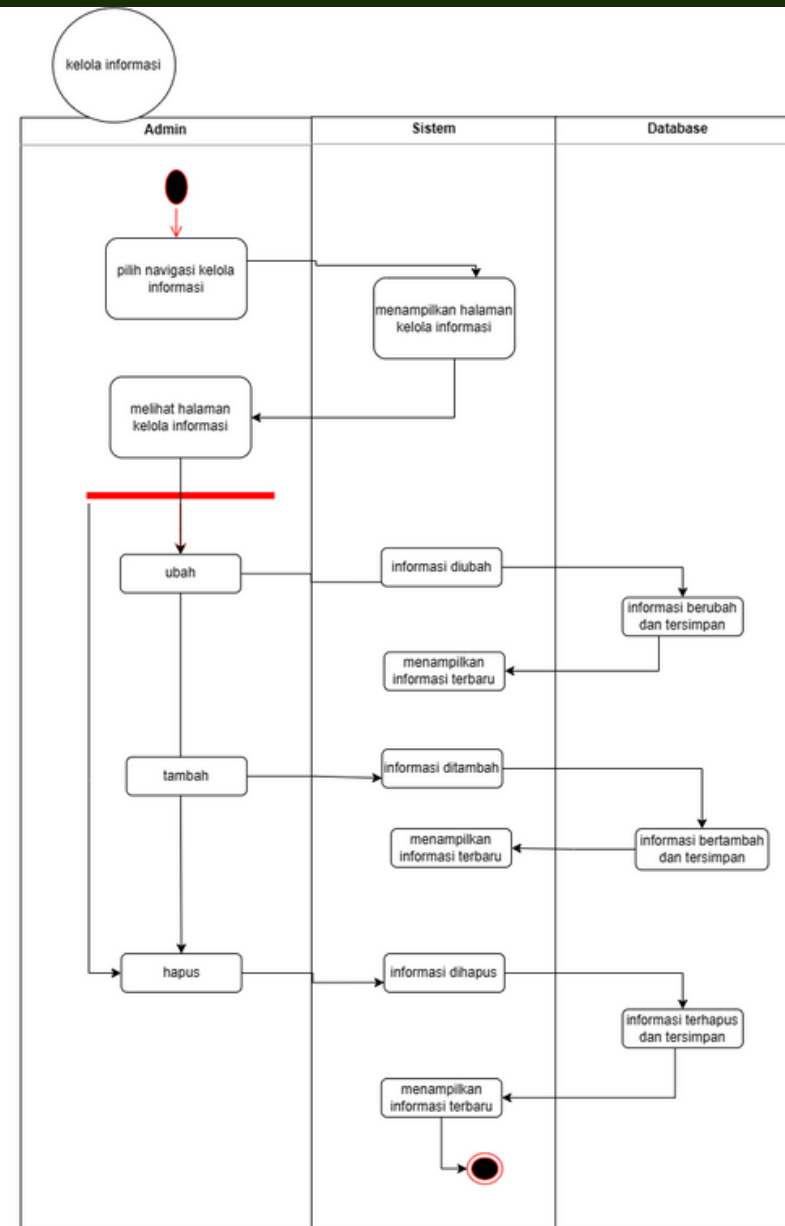 kelola informasi
Admin
Sistem
Database
pilih navigasi kelola
informasi
menampilkan halaman
kelola informasi
melihat halaman
kelola informasi
ubah
informasi diubah
informasi berubah
dan tersimpan
menampilkan
informasi terbaru
tambah
informasi ditambah
informasi bertambah
dan tersimpan
menampilkan
informasi terbaru
hapus
informasi dihapus
informasi terhapus
dan tersimpan
menampilkan
informasi terbaru